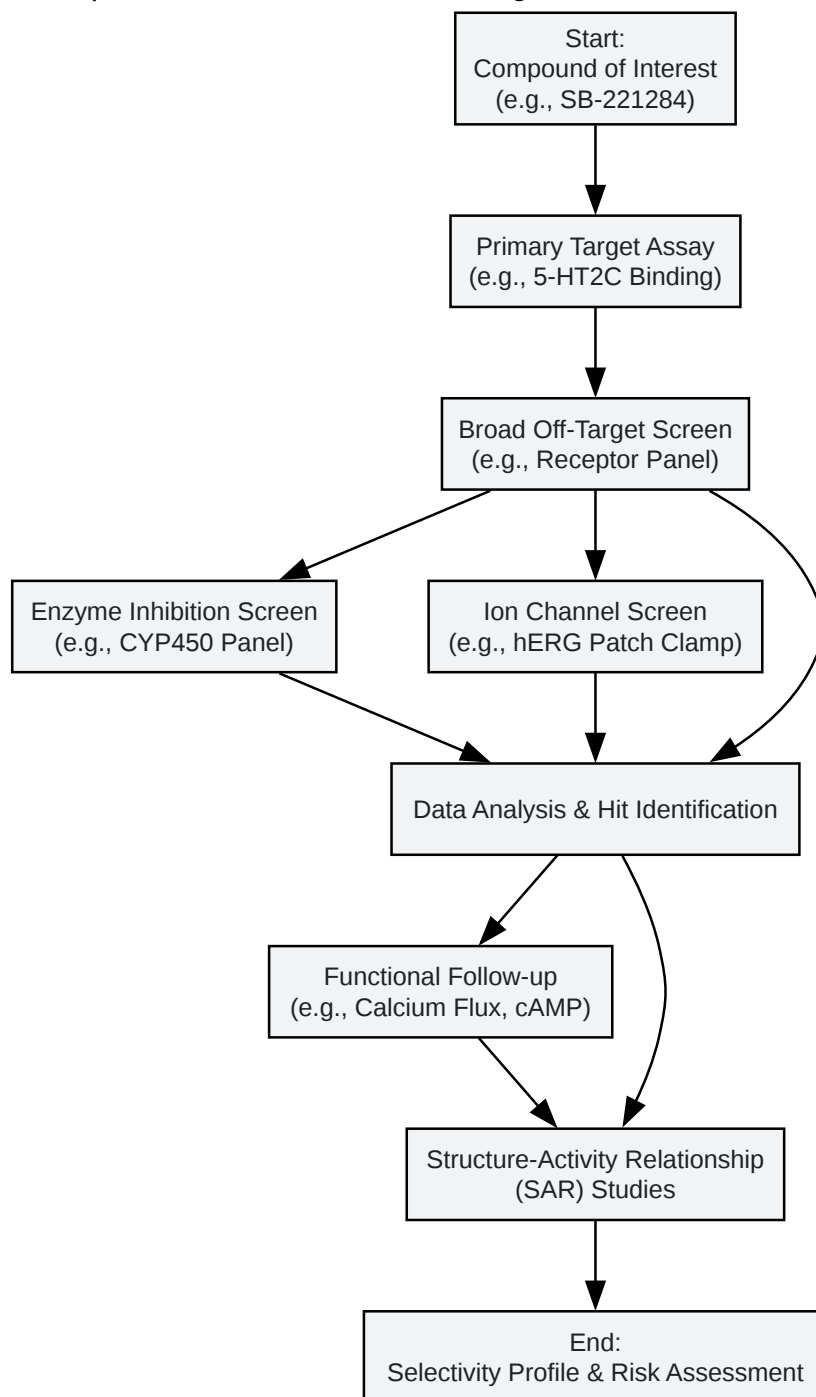 Start:
Compound of Interest
(e.g., SB-221284)
Primary Target Assay
(e.g., 5-HT2C Binding)
Broad Off-Target Screen
(e.g., Receptor Panel)
Enzyme Inhibition Screen
(e.g., CYP450 Panel)
Ion Channel Screen
(e.g., hERG Patch Clamp)
Data Analysis & Hit Identification
Functional Follow-up
(e.g., Calcium Flux, cAMP)
Structure-Activity Relationship
(SAR) Studies
End:
Selectivity Profile & Risk Assessment